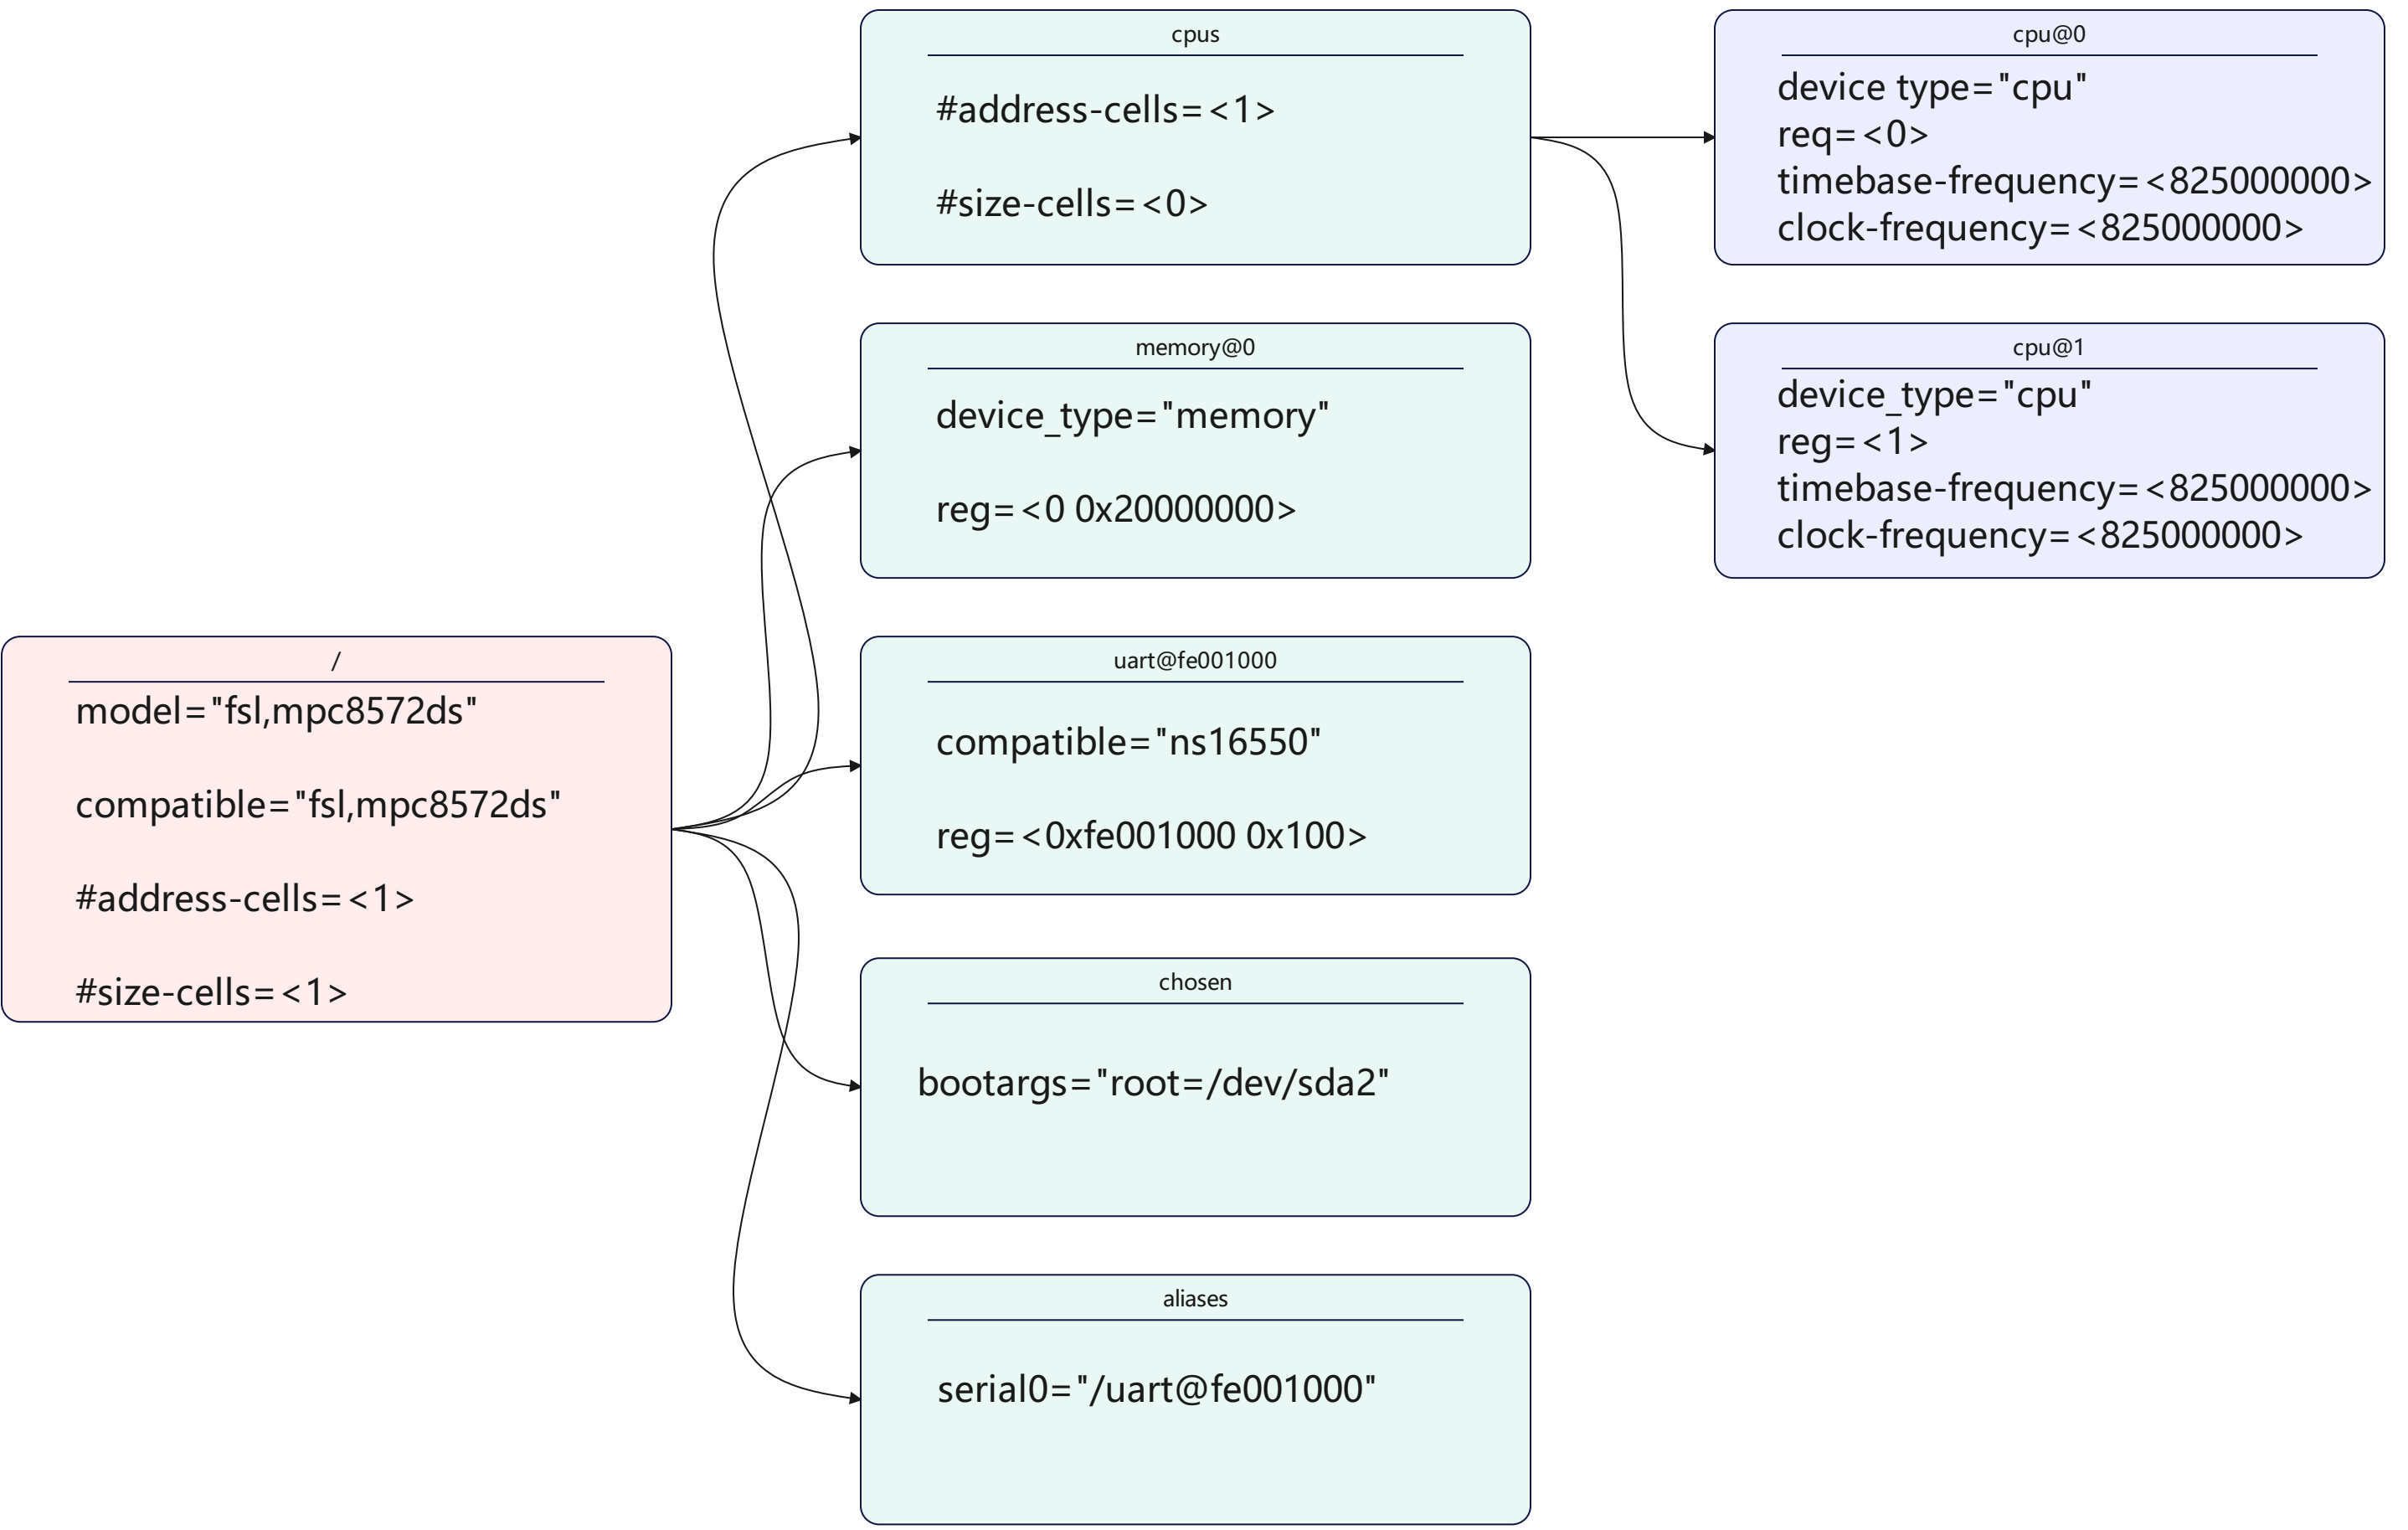 /
model="fsl,mpc8572ds"
compatible="fsl,mpc8572ds"
#address-cells=<1>
#size-cells=<1>
cpus
#address-cells=<1>
#size-cells=<0>
memory@0
device_type="memory"
reg=<0 0x20000000>
uart@fe001000
compatible="ns16550"
reg=<0xfe001000 0x100>
chosen
bootargs="root=/dev/sda2"
aliases
serial0="/uart@fe001000"
cpu@0
device type="cpu"
req=<0>
timebase-frequency=<825000000>
clock-frequency=<825000000>
cpu@1
device_type="cpu"
reg=<1>
timebase-frequency=<825000000>
clock-frequency=<825000000>